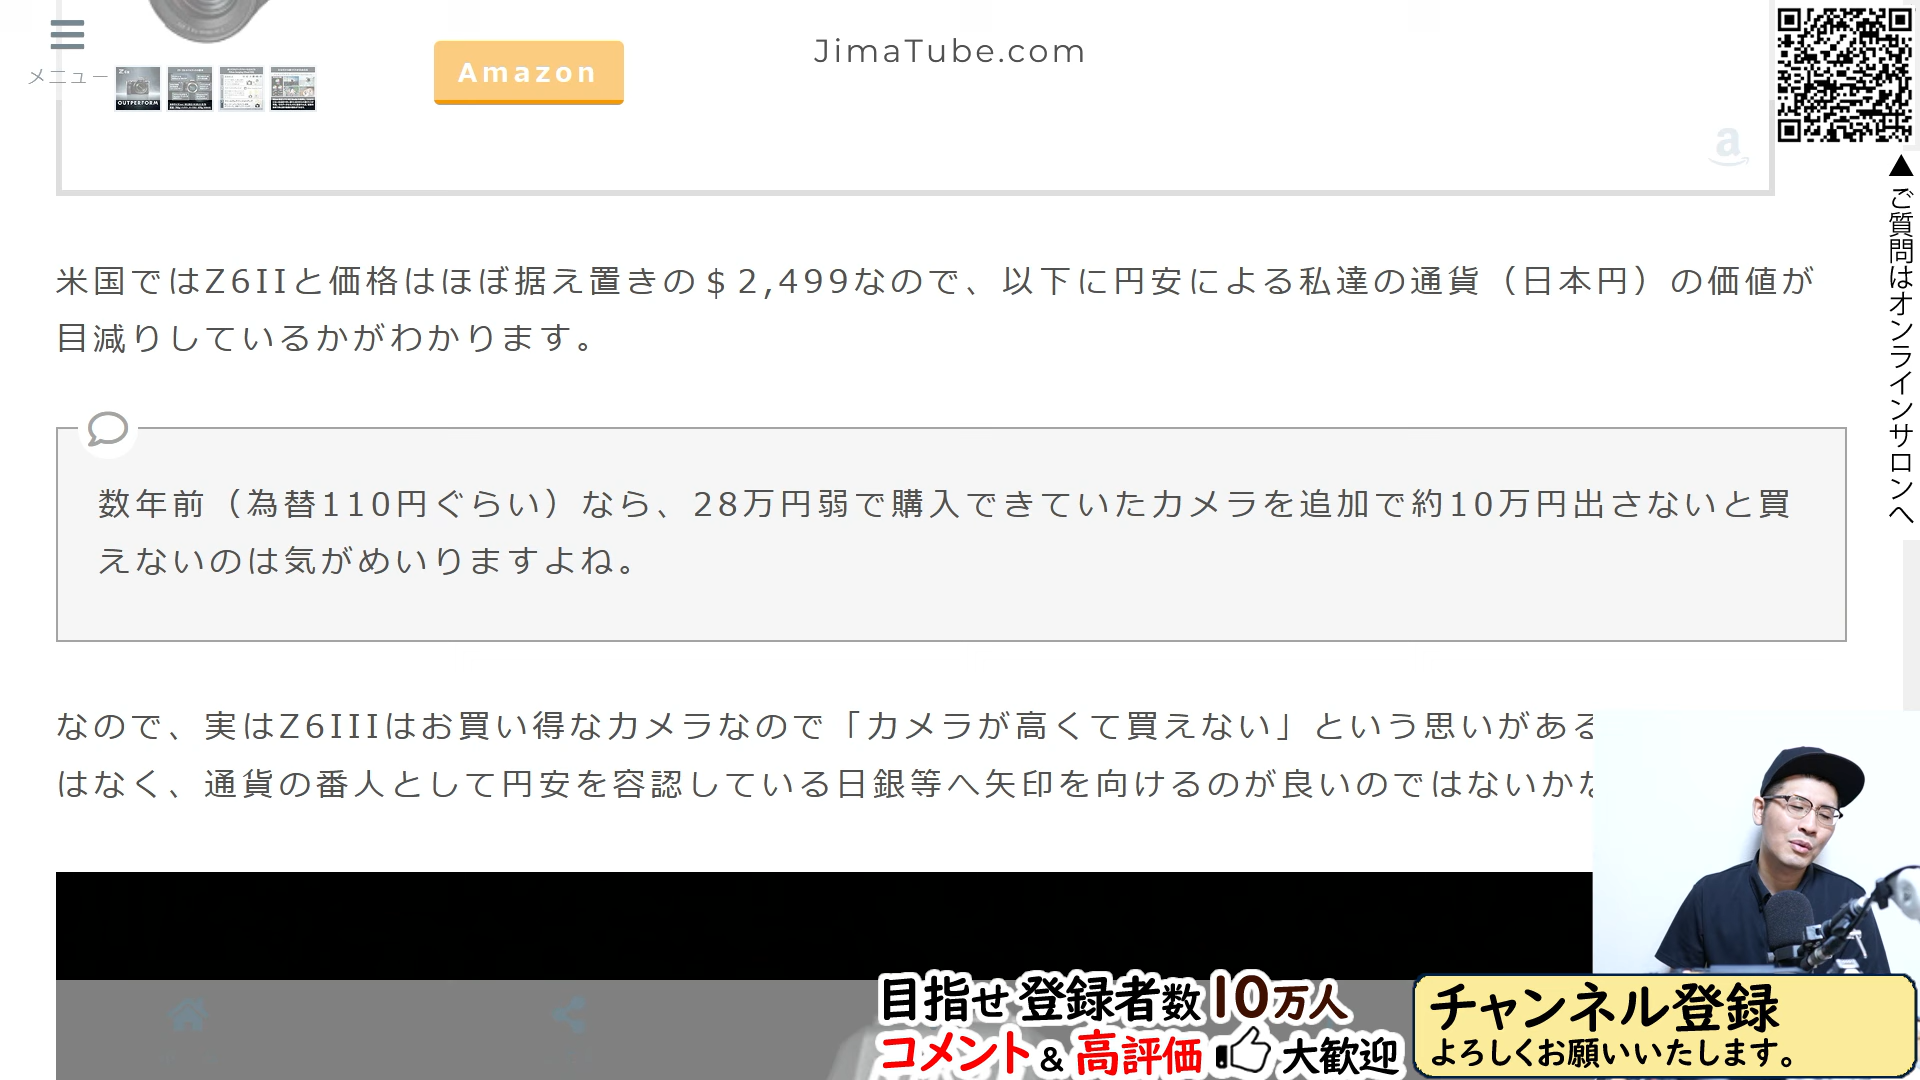 メニュー
OUTPERFORM
Amazon
JimaTube.com
a
▲ご質問はオンラインサロンへ
米国ではZ6IIと価格はほぼ据え置きの＄2,499なので、以下に円安による私達の通貨（日本円）の価値が
目減りしているかがわかります。
数年前（為替110円ぐらい）なら、28万円弱で購入できていたカメラを追加で約10万円出さないと買
えないのは気がめいりますよね。
なので、実はZ6IIIはお買い得なカメラなので「カメラが高くて買えない」という思いがある
はなく、通貨の番人として円安を容認している日銀等へ矢印を向けるのが良いのではないかな
目指せ登録者数10万人
コメント&高評価 大歓迎
チャンネル登録
よろしくお願いいたします。